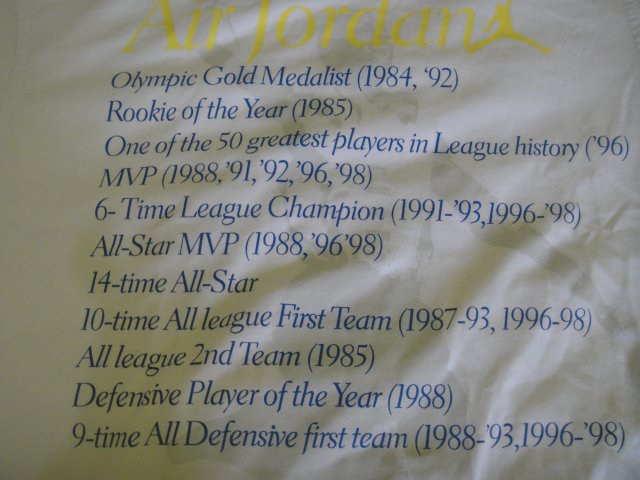 Air Jordan
Olympic Gold Medalist (1984, '92)
Rookie of the Year (1985)
One of the 50 greatest players in League history ('96)
MVP (1988,'91,'92,'96,'98)
6- Time League Champion (1991-'93,1996-'98)
All-Star MVP (1988,'96'98)
14-time All-Star
10-time All league First Team (1987-93, 1996-98)
All league 2nd Team (1985)
Defensive Player of the Year (1988)
9-time All Defensive first team (1988-'93,1996-'98)